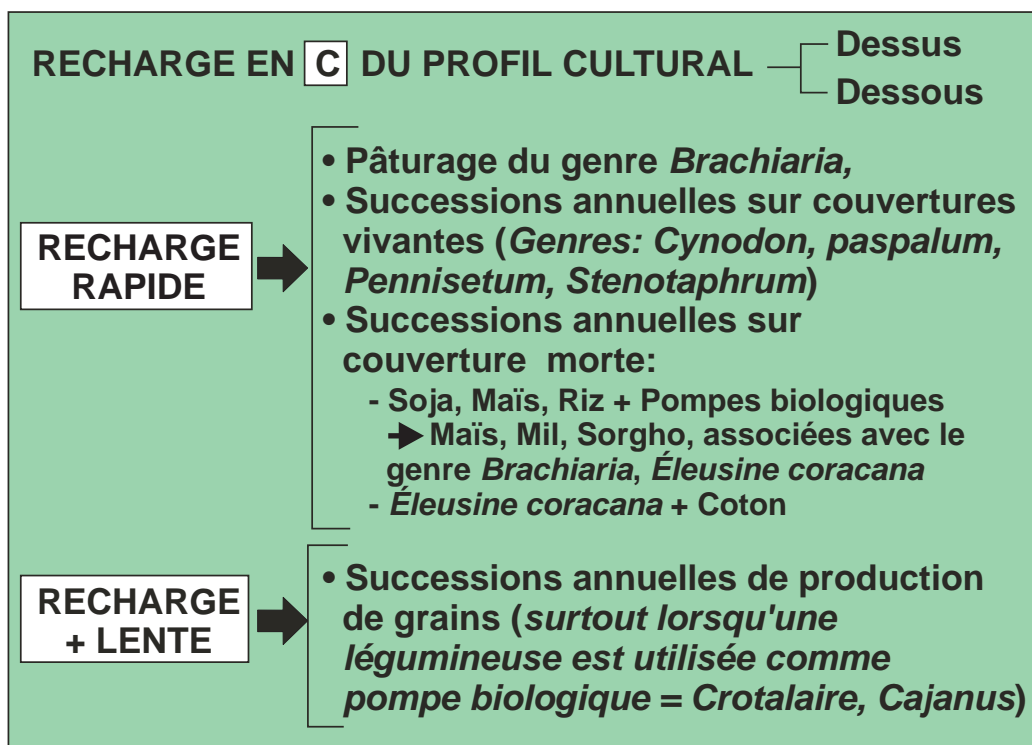 RECHARGE EN C DU PROFIL CULTURAL
Dessus
Dessous
RECHARGE
RAPIDE
• Pâturage du genre Brachiaria,
• Successions annuelles sur couvertures
vivantes (Genres: Cynodon, paspalum,
Pennisetum, Stenotaphrum)
• Successions annuelles sur
couverture morte:
- Soja, Maïs, Riz + Pompes biologiques
➔ Maïs, Mil, Sorgho, associées avec le
genre Brachiaria, Éleusine coracana
- Éleusine coracana + Coton
RECHARGE
+ LENTE
• Successions annuelles de production
de grains (surtout lorsqu'une
légumineuse est utilisée comme
pompe biologique = Crotalaire, Cajanus)